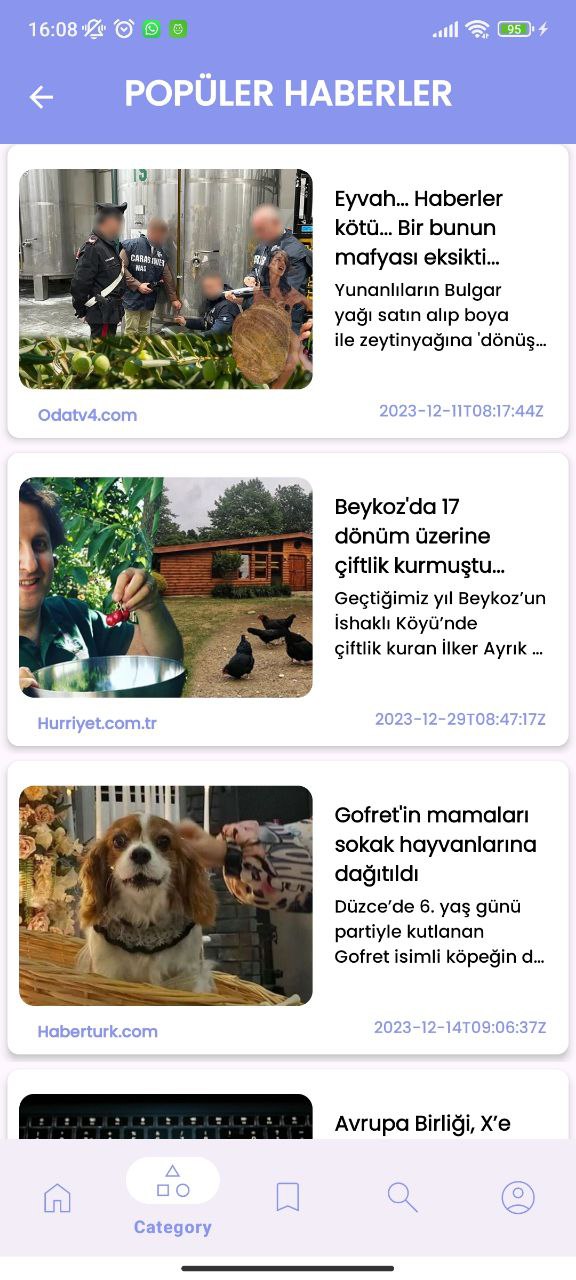 16:08
95
POPÜLER HABERLER
Eyvah... Haberler
kötü... Bir bunun
mafyası eksikti...
Yunanlıların Bulgar
yağı satın alıp boya
ile zeytinyağına 'dönüş...
15
CARABINIERI
NAS
Odatv4.com
2023-12-11T08:17:44Z
Beykoz'da 17
dönüm üzerine
çiftlik kurmuştu...
Geçtiğimiz yıl Beykoz’un
İshaklı Köyü’nde
çiftlik kuran İlker Ayrık ...
Hurriyet.com.tr
2023-12-29T08:47:17Z
Gofret'in mamaları
sokak hayvanlarına
dağıtıldı
Düzce’de 6. yaş günü
partiyle kutlanan
Gofret isimli köpeğin d...
Haberturk.com
2023-12-14T09:06:37Z
Avrupa Birliği, X’e
Category